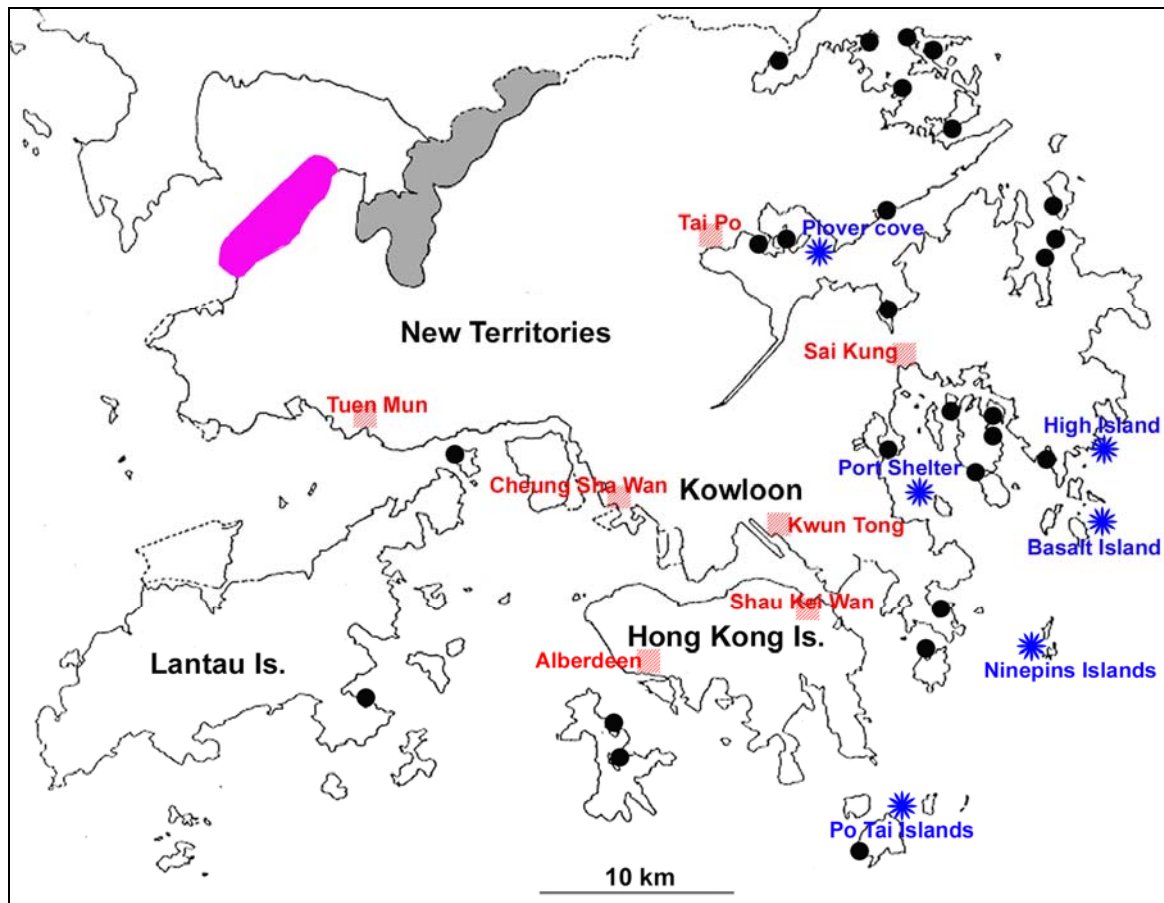 Tai Po
Plover cove
New Territories
Sai Kung
Tuen Mun
High Island
Port Shelter
Cheung Sha Wan
Kowloon
Kwun Tong
Basalt Island
Shau Kei Wan
Hong Kong Is.
Lantau Is.
Alberdeen
Ninepins Islands
Po Tai Islands
10 km